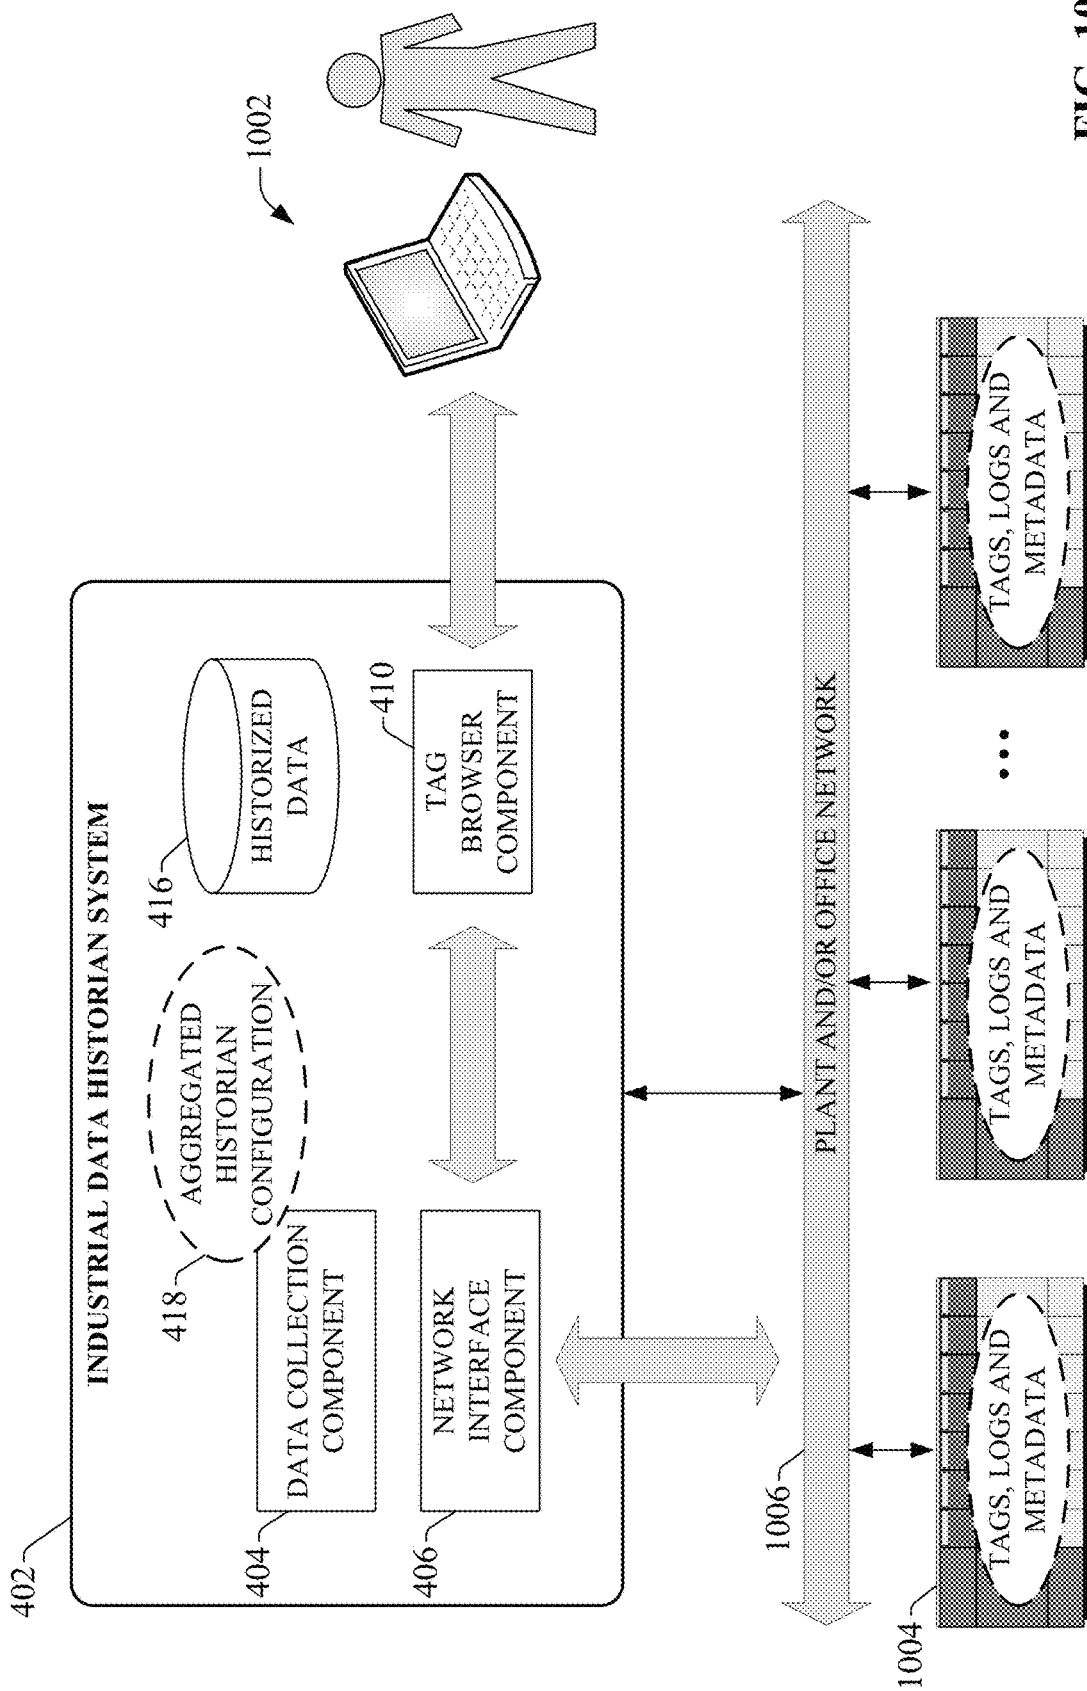 402
INDUSTRIAL DATA HISTORIAN SYSTEM
418
AGGREGATED
HISTORIAN
CONFIGURATION
416
HISTORIZED
DATA
404
DATA COLLECTION
COMPONENT
406
NETWORK
INTERFACE
COMPONENT
410
TAG
BROWSER
COMPONENT
1002
1006
PLANT AND/OR OFFICE NETWORK
1004
TAGS, LOGS AND
METADATA
TAGS, LOGS AND
METADATA
...
TAGS, LOGS AND
METADATA
FIG. 10